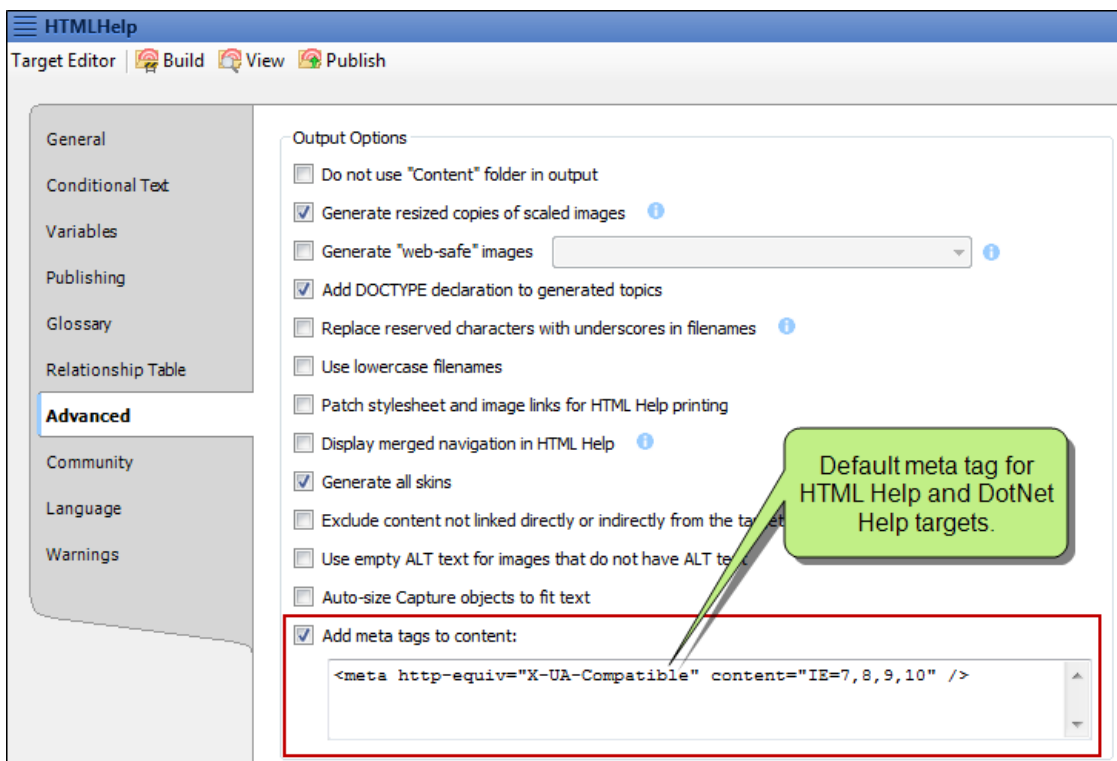 HTMLHelp
Target Editor Build View Publish
General
Conditional Text
Variables
Publishing
Glossary
Relationship Table
Advanced
Community
Language
Warnings
Output Options
Do not use "Content" folder in output
Generate resized copies of scaled images
Generate "web-safe" images
Add DOCTYPE declaration to generated topics
Replace reserved characters with underscores in filenames
Use lowercase filenames
Patch stylesheet and image links for HTML Help printing
Display merged navigation in HTML Help
Generate all skins
Exclude content not linked directly or indirectly from the target
Use empty ALT text for images that do not have ALT text
Auto-size Capture objects to fit text
Add meta tags to content:
<meta http-equiv="X-UA-Compatible" content="IE=7,8,9,10" />
Default meta tag for
HTML Help and DotNet
Help targets.